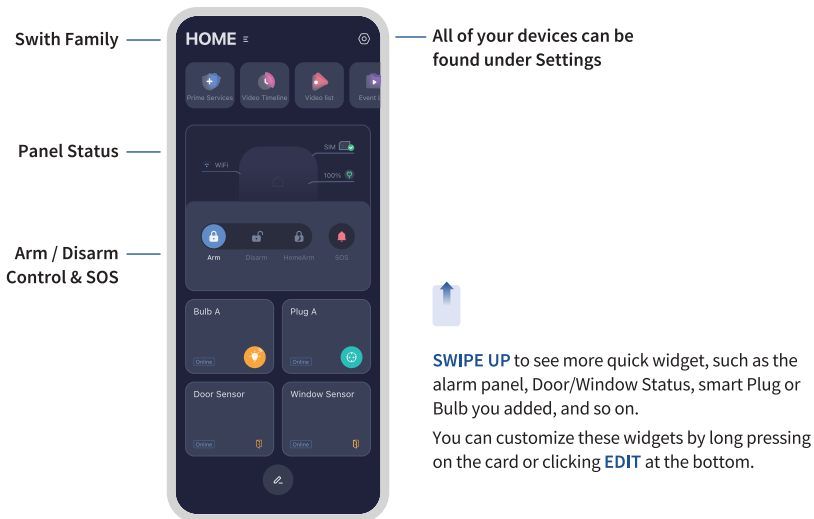 Swith Family
Panel Status
Arm / Disarm
Control & SOS
HOME
Prime Services
Video Timeline
Video list
Event
WiFi
SIM
100%
Arm
Disarm
HomeArm
SOS
Bulb A
Online
Plug A
Online
Door Sensor
Online
Window Sensor
Online
All of your devices can be
found under Settings
SWIPE UP to see more quick widget, such as the
alarm panel, Door/Window Status, smart Plug or
Bulb you added, and so on.
You can customize these widgets by long pressing
on the card or clicking EDIT at the bottom.